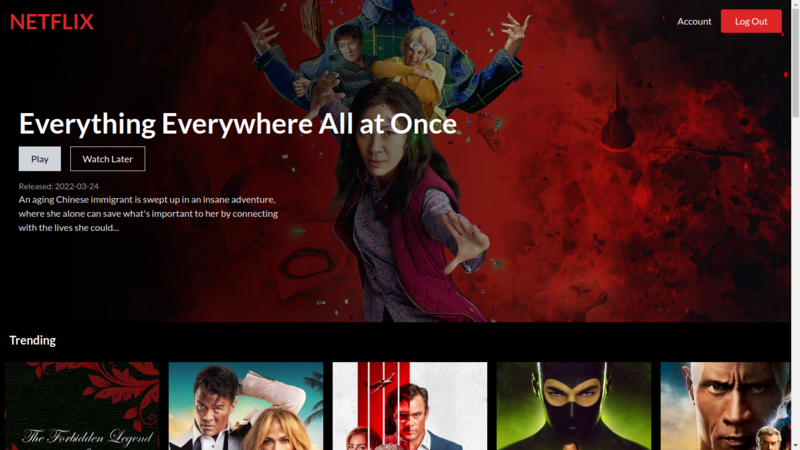 NETFLIX
Account
Log Out
Everything Everywhere All at Once
Play
Watch Later
Released: 2022-03-24
An aging Chinese immigrant is swept up in an insane adventure,
where she alone can save what's important to her by connecting
with the lives she could...
Trending
The Forbidden Legend